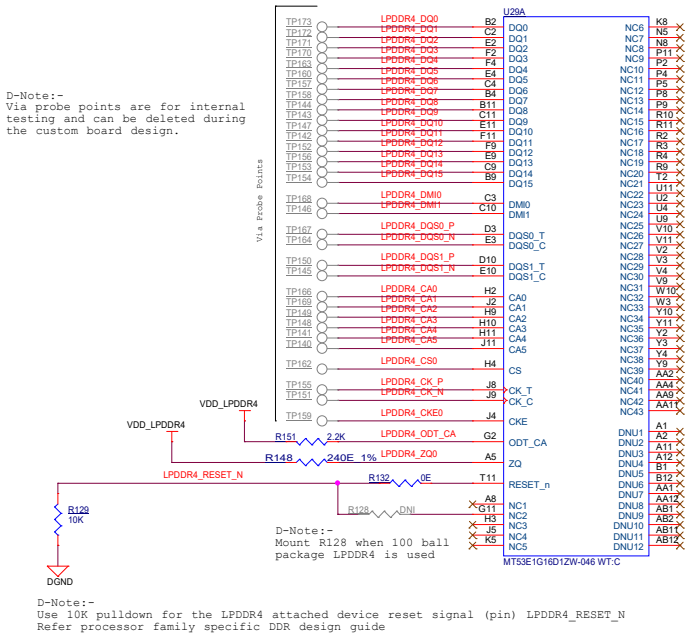 U29A
TP173 LPDDR4_DQ0 B2 DQ0 NC6 K8
TP172 LPDDR4_DQ1 C2 DQ1 NC7 N5
TP171 LPDDR4_DQ2 E2 DQ2 NC8 N8
TP170 LPDDR4_DQ3 F2 DQ3 NC9 P11
TP163 LPDDR4_DQ4 F4 DQ4 NC10 P2
TP160 LPDDR4_DQ5 E4 DQ5 NC11 P4
TP157 LPDDR4_DQ6 C4 DQ6 NC12 P5
TP158 LPDDR4_DQ7 B4 DQ7 NC13 P8
TP144 LPDDR4_DQ8 B11 DQ8 NC14 P9
TP143 LPDDR4_DQ9 C11 DQ9 NC15 R10
TP147 LPDDR4_DQ10 E11 DQ10 NC16 R11
TP142 LPDDR4_DQ11 F11 DQ11 NC17 R2
TP152 LPDDR4_DQ12 F9 DQ12 NC18 R3
TP156 LPDDR4_DQ13 E9 DQ13 NC19 R4
TP153 LPDDR4_DQ14 C9 DQ14 NC20 R9
TP154 LPDDR4_DQ15 B9 DQ15 NC21 T2
NC22 U11
TP168 LPDDR4_DMI0 C3 DMI0 NC23 U2
TP146 LPDDR4_DMI1 C10 DMI1 NC24 U4
NC25 U9
TP167 LPDDR4_DQS0_P D3 DQS0_T NC26 V10
TP164 LPDDR4_DQS0_N E3 DQS0_C NC27 V11
NC28 V2
TP150 LPDDR4_DQS1_P D10 DQS1_T NC29 V3
TP145 LPDDR4_DQS1_N E10 DQS1_C NC30 V4
NC31 V9
TP166 LPDDR4_CA0 H2 CA0 NC32 W10
TP169 LPDDR4_CA1 J2 CA1 NC33 W3
TP149 LPDDR4_CA2 H9 CA2 NC34 Y10
TP148 LPDDR4_CA3 H10 CA3 NC35 Y11
TP141 LPDDR4_CA4 H11 CA4 NC36 Y2
TP140 LPDDR4_CA5 J11 CA5 NC37 Y3
NC38 Y4
TP162 LPDDR4_CS0 H4 CS NC39 Y9
NC40 AA2
TP155 LPDDR4_CK_P J8 CK_T NC41 AA4
TP151 LPDDR4_CK_N J9 CK_C NC42 AA9
NC43 AA11
TP159 LPDDR4_CKE0 J4 CKE
DNU1 A1
DNU2 A2
DNU3 A11
DNU4 A12
DNU5 B1
DNU6 B12
DNU7 AA1
DNU8 AA12
DNU9 AB1
DNU10 AB2
DNU11 AB11
DNU12 AB12
Via Probe Points
D-Note:-
Via probe points are for internal
testing and can be deleted during
the custom board design.
VDD_LPDDR4
VDD_LPDDR4
R151 2.2K LPDDR4_ODT_CA G2 ODT_CA
R148 240E 1% LPDDR4_ZQ0 A5 ZQ
LPDDR4_RESET_N R132 0E T11 RESET_n
A8 NC1
R128 DNI G11 NC2
H3 NC3
J5 NC4
K5 NC5
R129
10K
DGND
D-Note:-
Mount R128 when 100 ball
package LPDDR4 is used
MT53E1G16D1ZW-046 WT:C
D-Note:-
Use 10K pulldown for the LPDDR4 attached device reset signal (pin) LPDDR4_RESET_N
Refer processor family specific DDR design guide